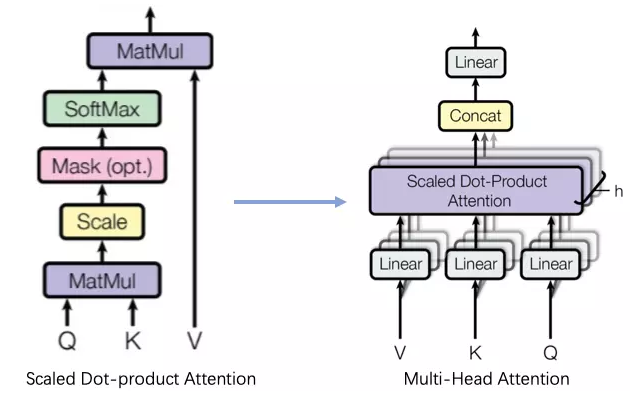 MatMul
SoftMax
Mask (opt.)
Scale
MatMul
Q K V
Scaled Dot-product Attention
Linear
Concat
Scaled Dot-Product
Attention
h
Linear Linear Linear
V K Q
Multi-Head Attention